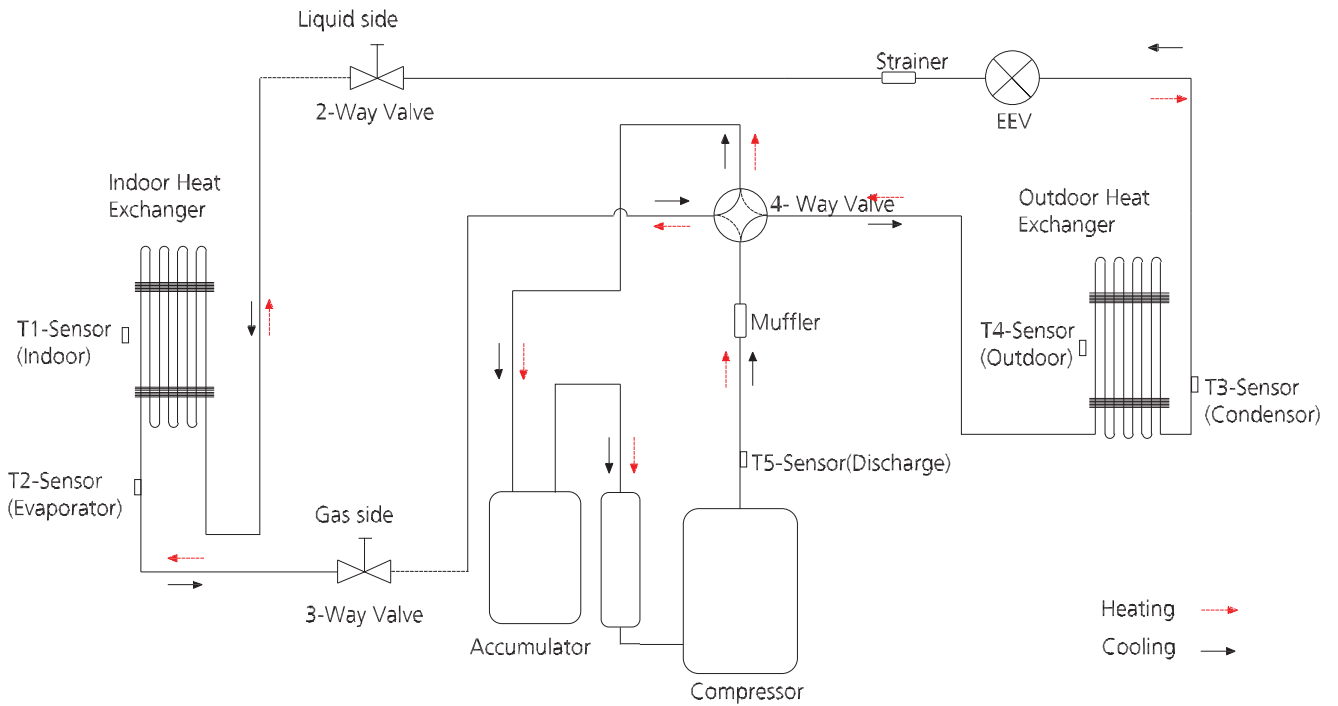 Liquid side
2-Way Valve
Strainer
EEV
Indoor Heat
Exchanger
4- Way Valve
Outdoor Heat
Exchanger
T1-Sensor
(Indoor)
Muffler
T4-Sensor
(Outdoor)
T3-Sensor
(Condensor)
T2-Sensor
(Evaporator)
T5-Sensor(Discharge)
Gas side
3-Way Valve
Accumulator
Compressor
Heating
Cooling